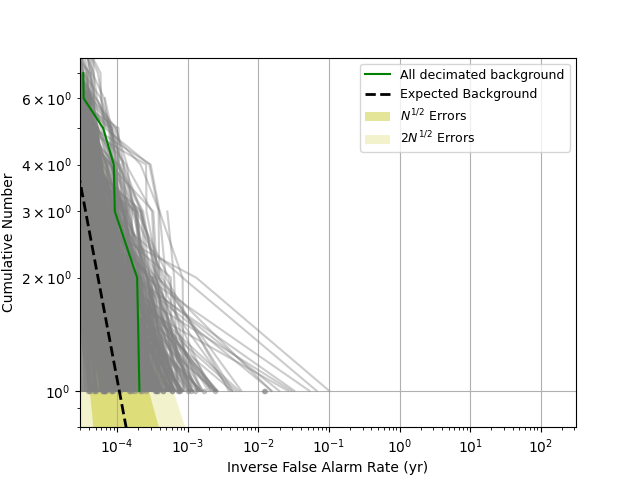 All decimated background
Expected Background
N^{1/2} Errors
2N^{1/2} Errors
Cumulative Number
6 × 10^0
4 × 10^0
3 × 10^0
2 × 10^0
10^0
10^{-4} 10^{-3} 10^{-2} 10^{-1} 10^0 10^1 10^2
Inverse False Alarm Rate (yr)